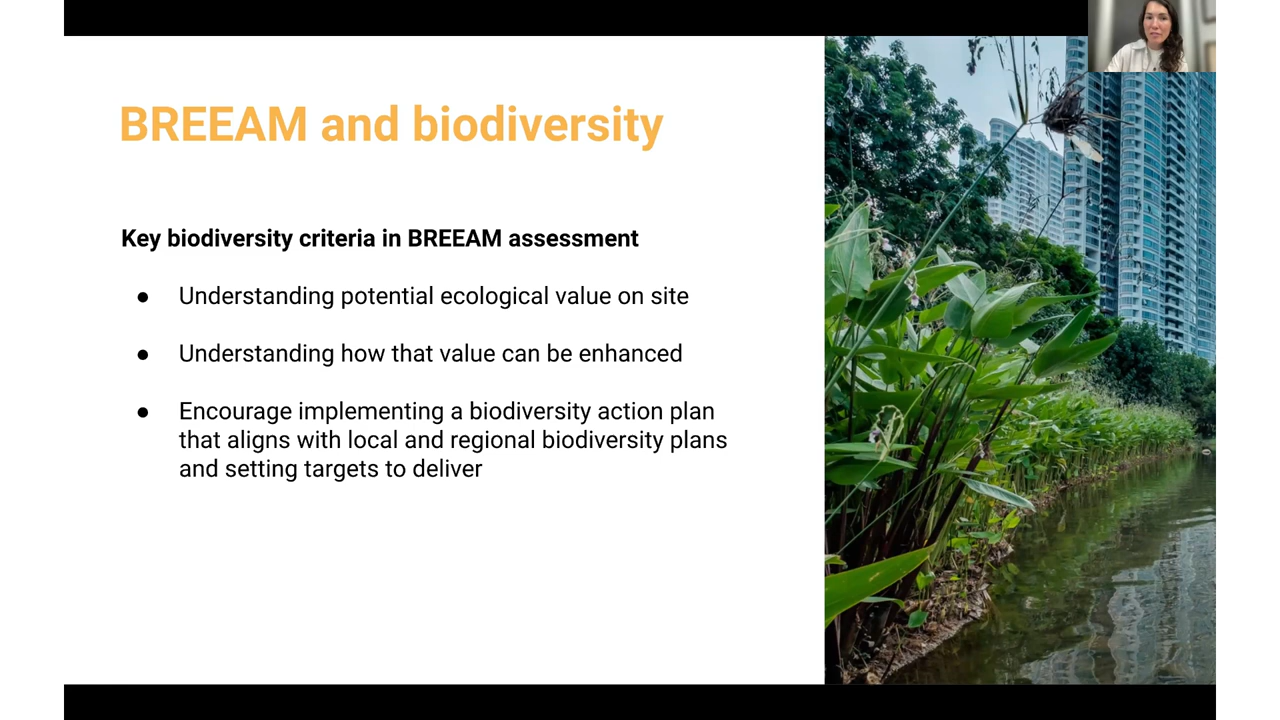 BREEAM and biodiversity
Key biodiversity criteria in BREEAM assessment
● Understanding potential ecological value on site
● Understanding how that value can be enhanced
● Encourage implementing a biodiversity action plan
that aligns with local and regional biodiversity plans
and setting targets to deliver